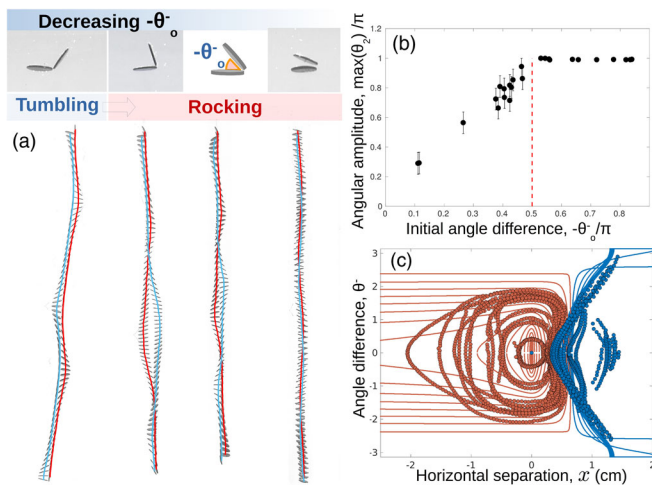 Decreasing -θ⁻ₒ
-θ⁻ₒ
Tumbling
Rocking
(a)
(b)
Angular amplitude, max(θ₂) /π
1.2
1
0.8
0.6
0.4
0.2
0
0 0.1 0.2 0.3 0.4 0.5 0.6 0.7 0.8
Initial angle difference, -θ⁻ₒ/π
(c)
Angle difference, θ⁻
3
2
1
0
-1
-2
-3
-2 -1 0 1 2
Horizontal separation, x (cm)